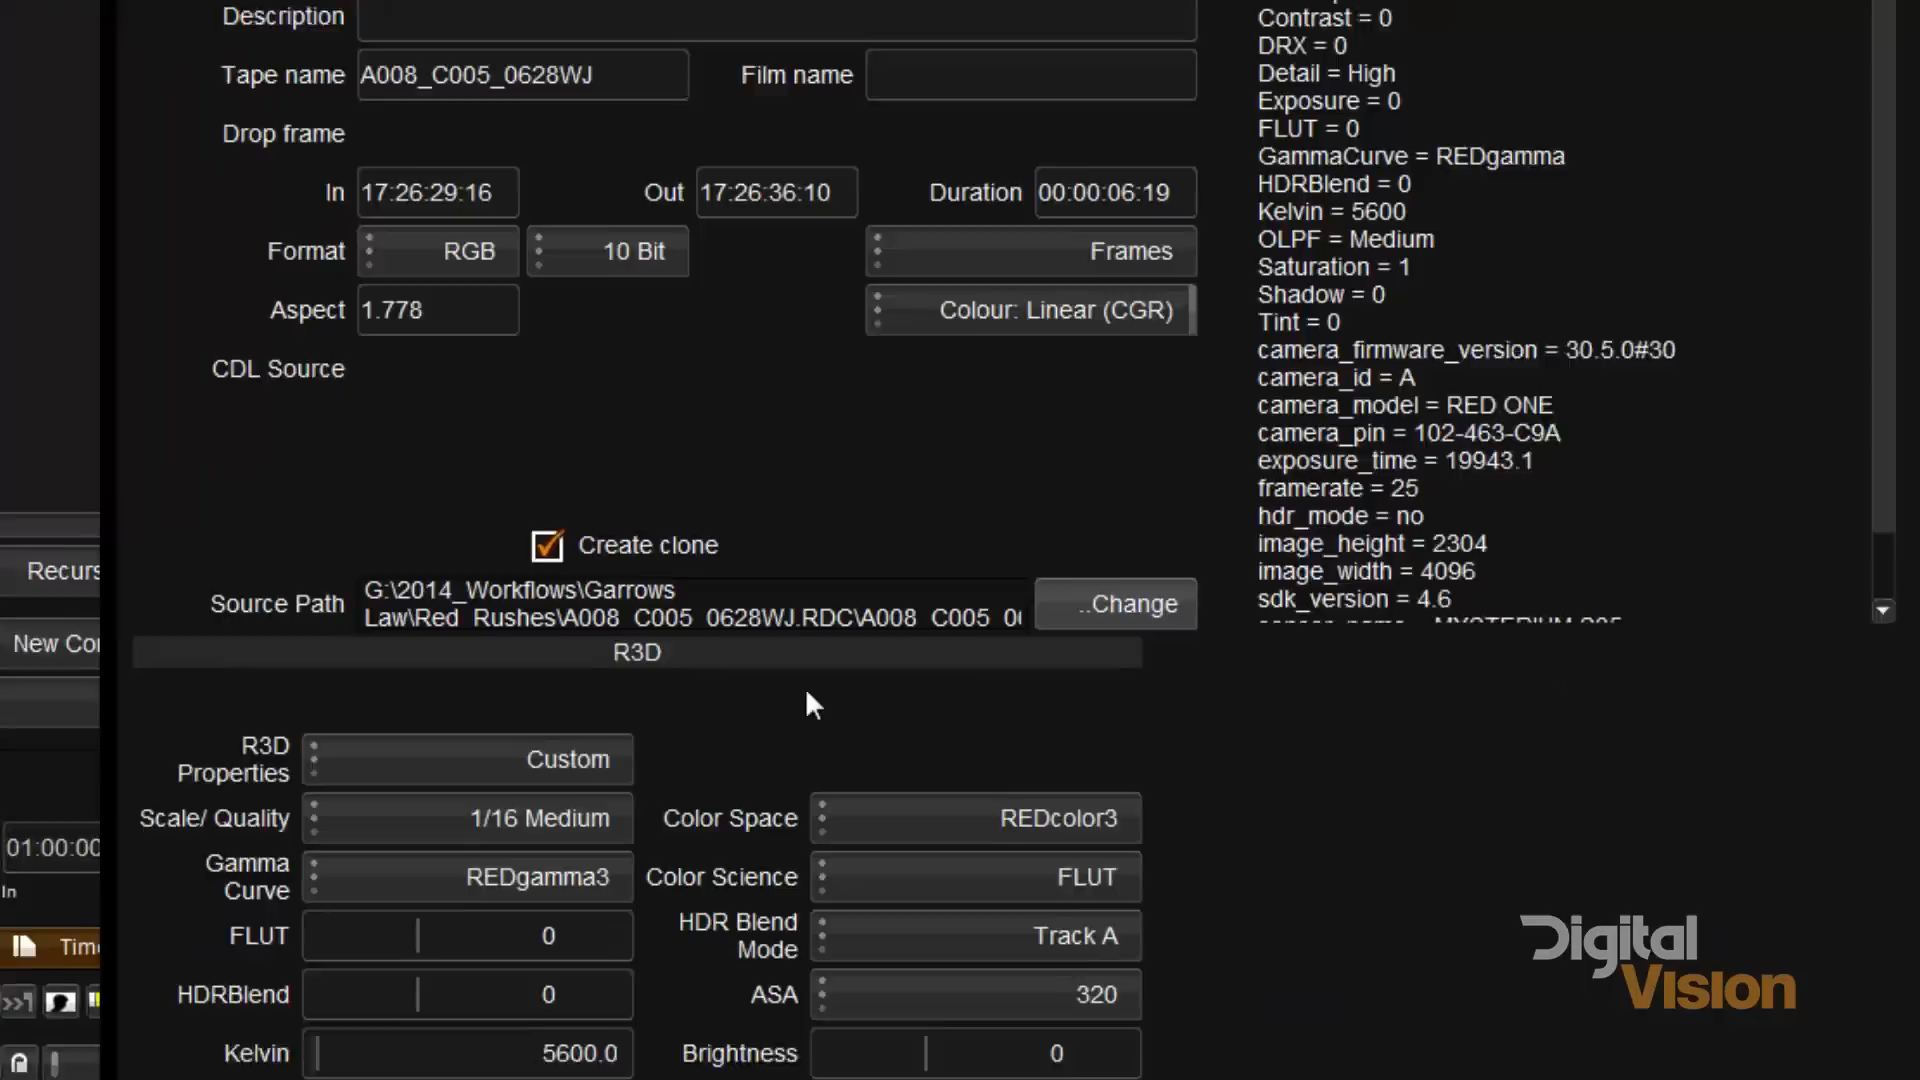 Description
Tape name A008_C005_0628WJ Film name
Drop frame
In 17:26:29:16 Out 17:26:36:10 Duration 00:00:06:19
Format RGB 10 Bit Frames
Aspect 1.778 Colour: Linear (CGR)
CDL Source
Create clone
Source Path G:\2014_Workflows\Garrows
Law\Red_Rushes\A008_C005_0628WJ.RDC\A008_C005_0
..Change
R3D
R3D
Properties Custom
Scale/ Quality 1/16 Medium Color Space REDcolor3
Gamma
Curve REDgamma3 Color Science FLUT
FLUT 0 HDR Blend
Mode Track A
HDRBlend 0 ASA 320
Kelvin 5600.0 Brightness 0
Contrast = 0
DRX = 0
Detail = High
Exposure = 0
FLUT = 0
GammaCurve = REDgamma
HDRBlend = 0
Kelvin = 5600
OLPF = Medium
Saturation = 1
Shadow = 0
Tint = 0
camera_firmware_version = 30.5.0#30
camera_id = A
camera_model = RED ONE
camera_pin = 102-463-C9A
exposure_time = 19943.1
framerate = 25
hdr_mode = no
image_height = 2304
image_width = 4096
sdk_version = 4.6
Recurs
New Co
01:00:00
In
Time
Digital
Vision